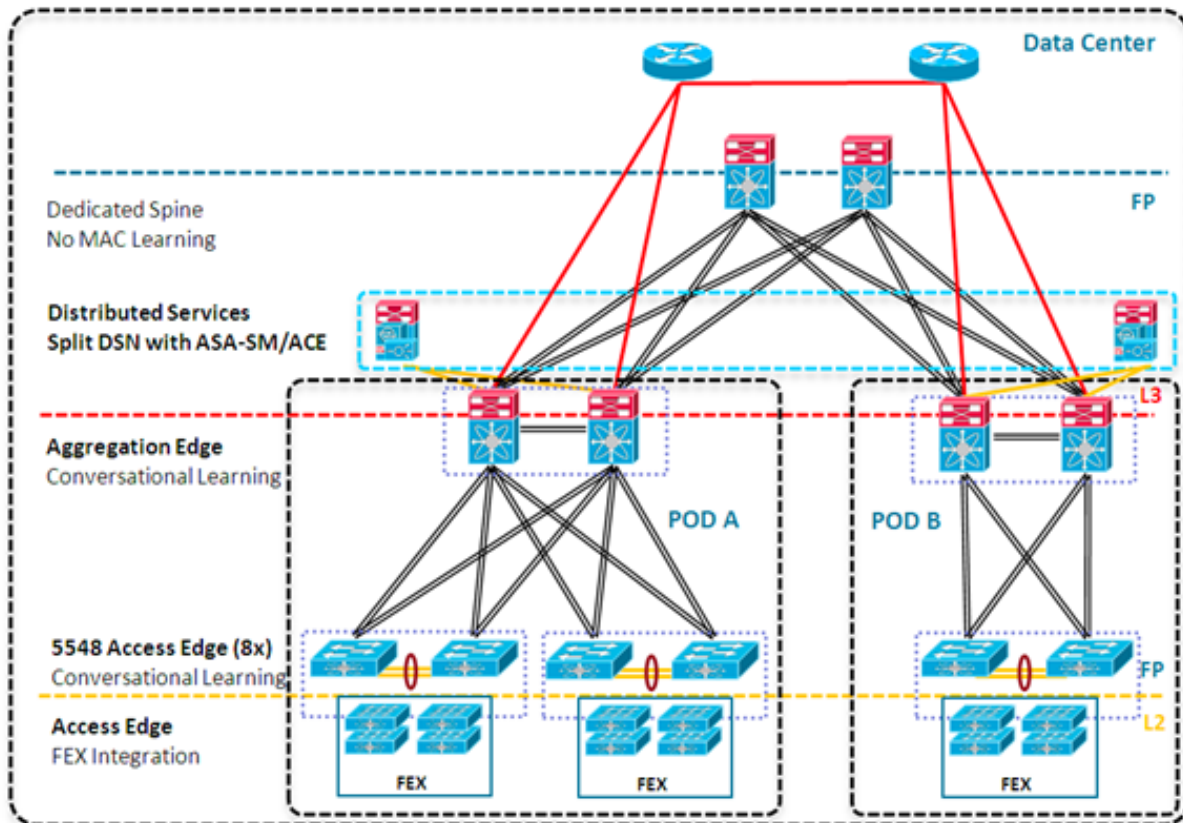 Data Center
Dedicated Spine
No MAC Learning
FP
Distributed Services
Split DSN with ASA-SM/ACE
L3
Aggregation Edge
Conversational Learning
POD A
POD B
5548 Access Edge (8x)
Conversational Learning
FP
L2
Access Edge
FEX Integration
FEX
FEX
FEX